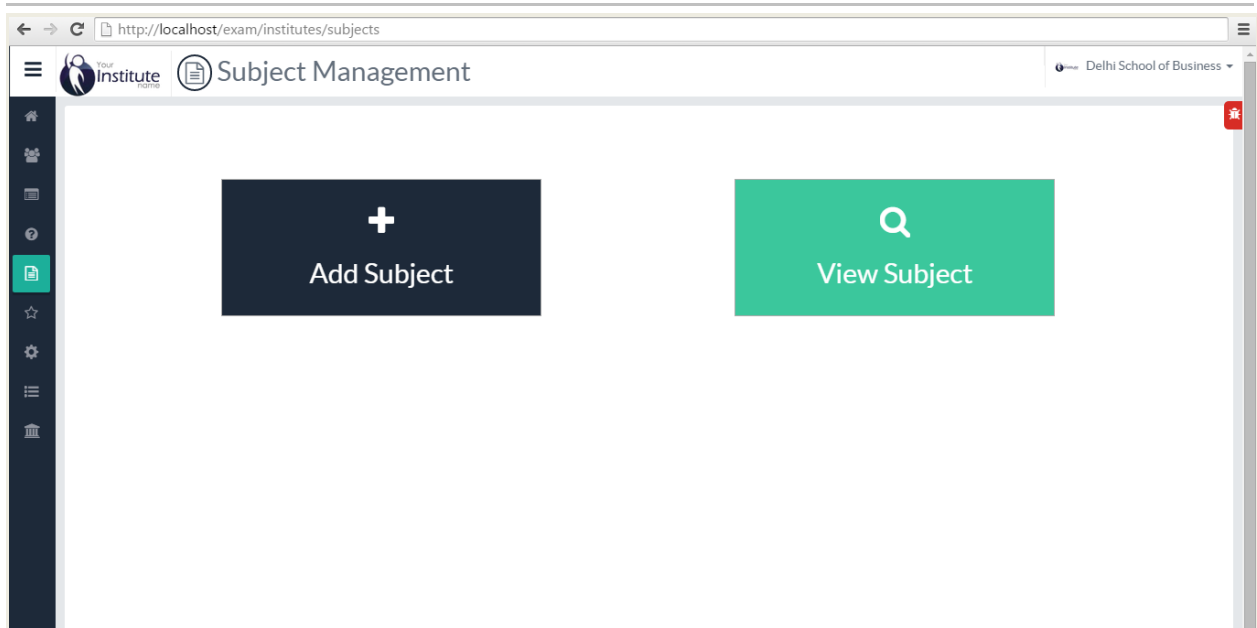 http://localhost/exam/institutes/subjects
Your
Institute
name
Subject Management
Delhi School of Business
Add Subject
View Subject